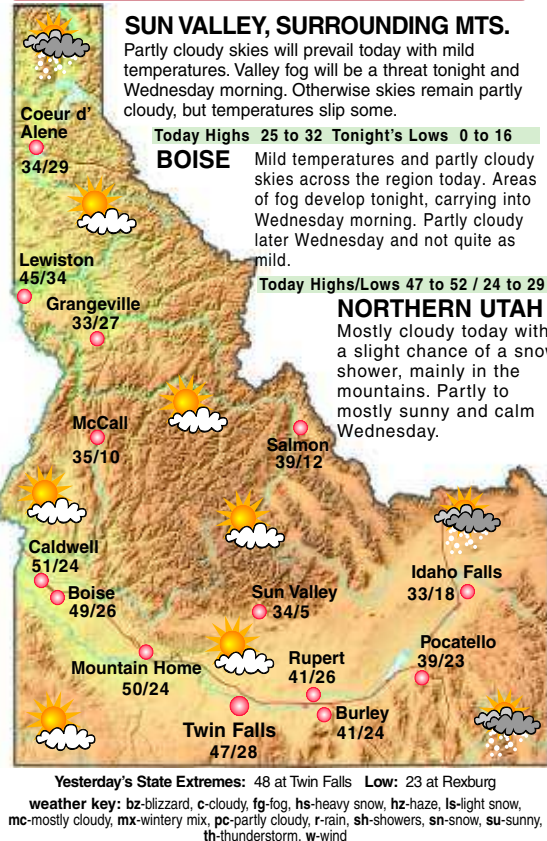 SUN VALLEY, SURROUNDING MTS.
Partly cloudy skies will prevail today with mild
temperatures. Valley fog will be a threat tonight and
Wednesday morning. Otherwise skies remain partly
cloudy, but temperatures slip some.
Today Highs 25 to 32 Tonight's Lows 0 to 16
BOISE
Mild temperatures and partly cloudy
skies across the region today. Areas
of fog develop tonight, carrying into
Wednesday morning. Partly cloudy
later Wednesday and not quite as
mild.
Today Highs/Lows 47 to 52 / 24 to 29
NORTHERN UTAH
Mostly cloudy today with
a slight chance of a snow
shower, mainly in the
mountains. Partly to
mostly sunny and calm
Wednesday.
Coeur d'
Alene
34/29
Lewiston
45/34
Grangeville
33/27
McCall
35/10
Salmon
39/12
Caldwell
51/24
Boise
49/26
Sun Valley
34/5
Idaho Falls
33/18
Mountain Home
50/24
Rupert
41/26
Pocatello
39/23
Twin Falls
47/28
Burley
41/24
Yesterday's State Extremes: 48 at Twin Falls Low: 23 at Rexburg
weather key: bz-blizzard, c-cloudy, fg-fog, hs-heavy snow, hz-haze, ls-light snow,
mc-mostly cloudy, mx-wintery mix, pc-partly cloudy, r-rain, sh-showers, sn-snow, su-sunny,
th-thunderstorm, w-wind